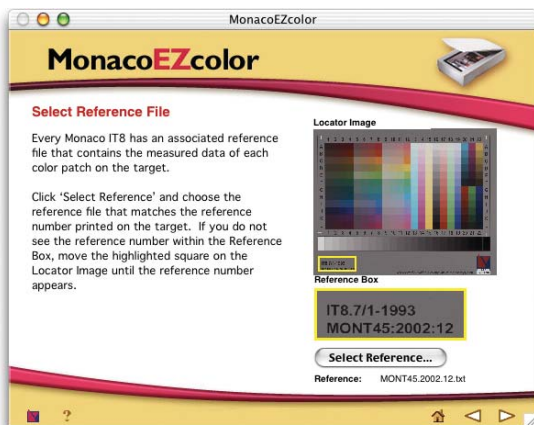 MonacoEZcolor
MonacoEZcolor
Select Reference File
Every Monaco IT8 has an associated reference
file that contains the measured data of each
color patch on the target.
Click ‘Select Reference’ and choose the
reference file that matches the reference
number printed on the target.  If you do not
see the reference number within the Reference
Box, move the highlighted square on the
Locator Image until the reference number
appears.
Locator Image
Reference Box
IT8.7/1-1993
MONT45:2002:12
Select Reference...
Reference: MONT45.2002.12.txt
?